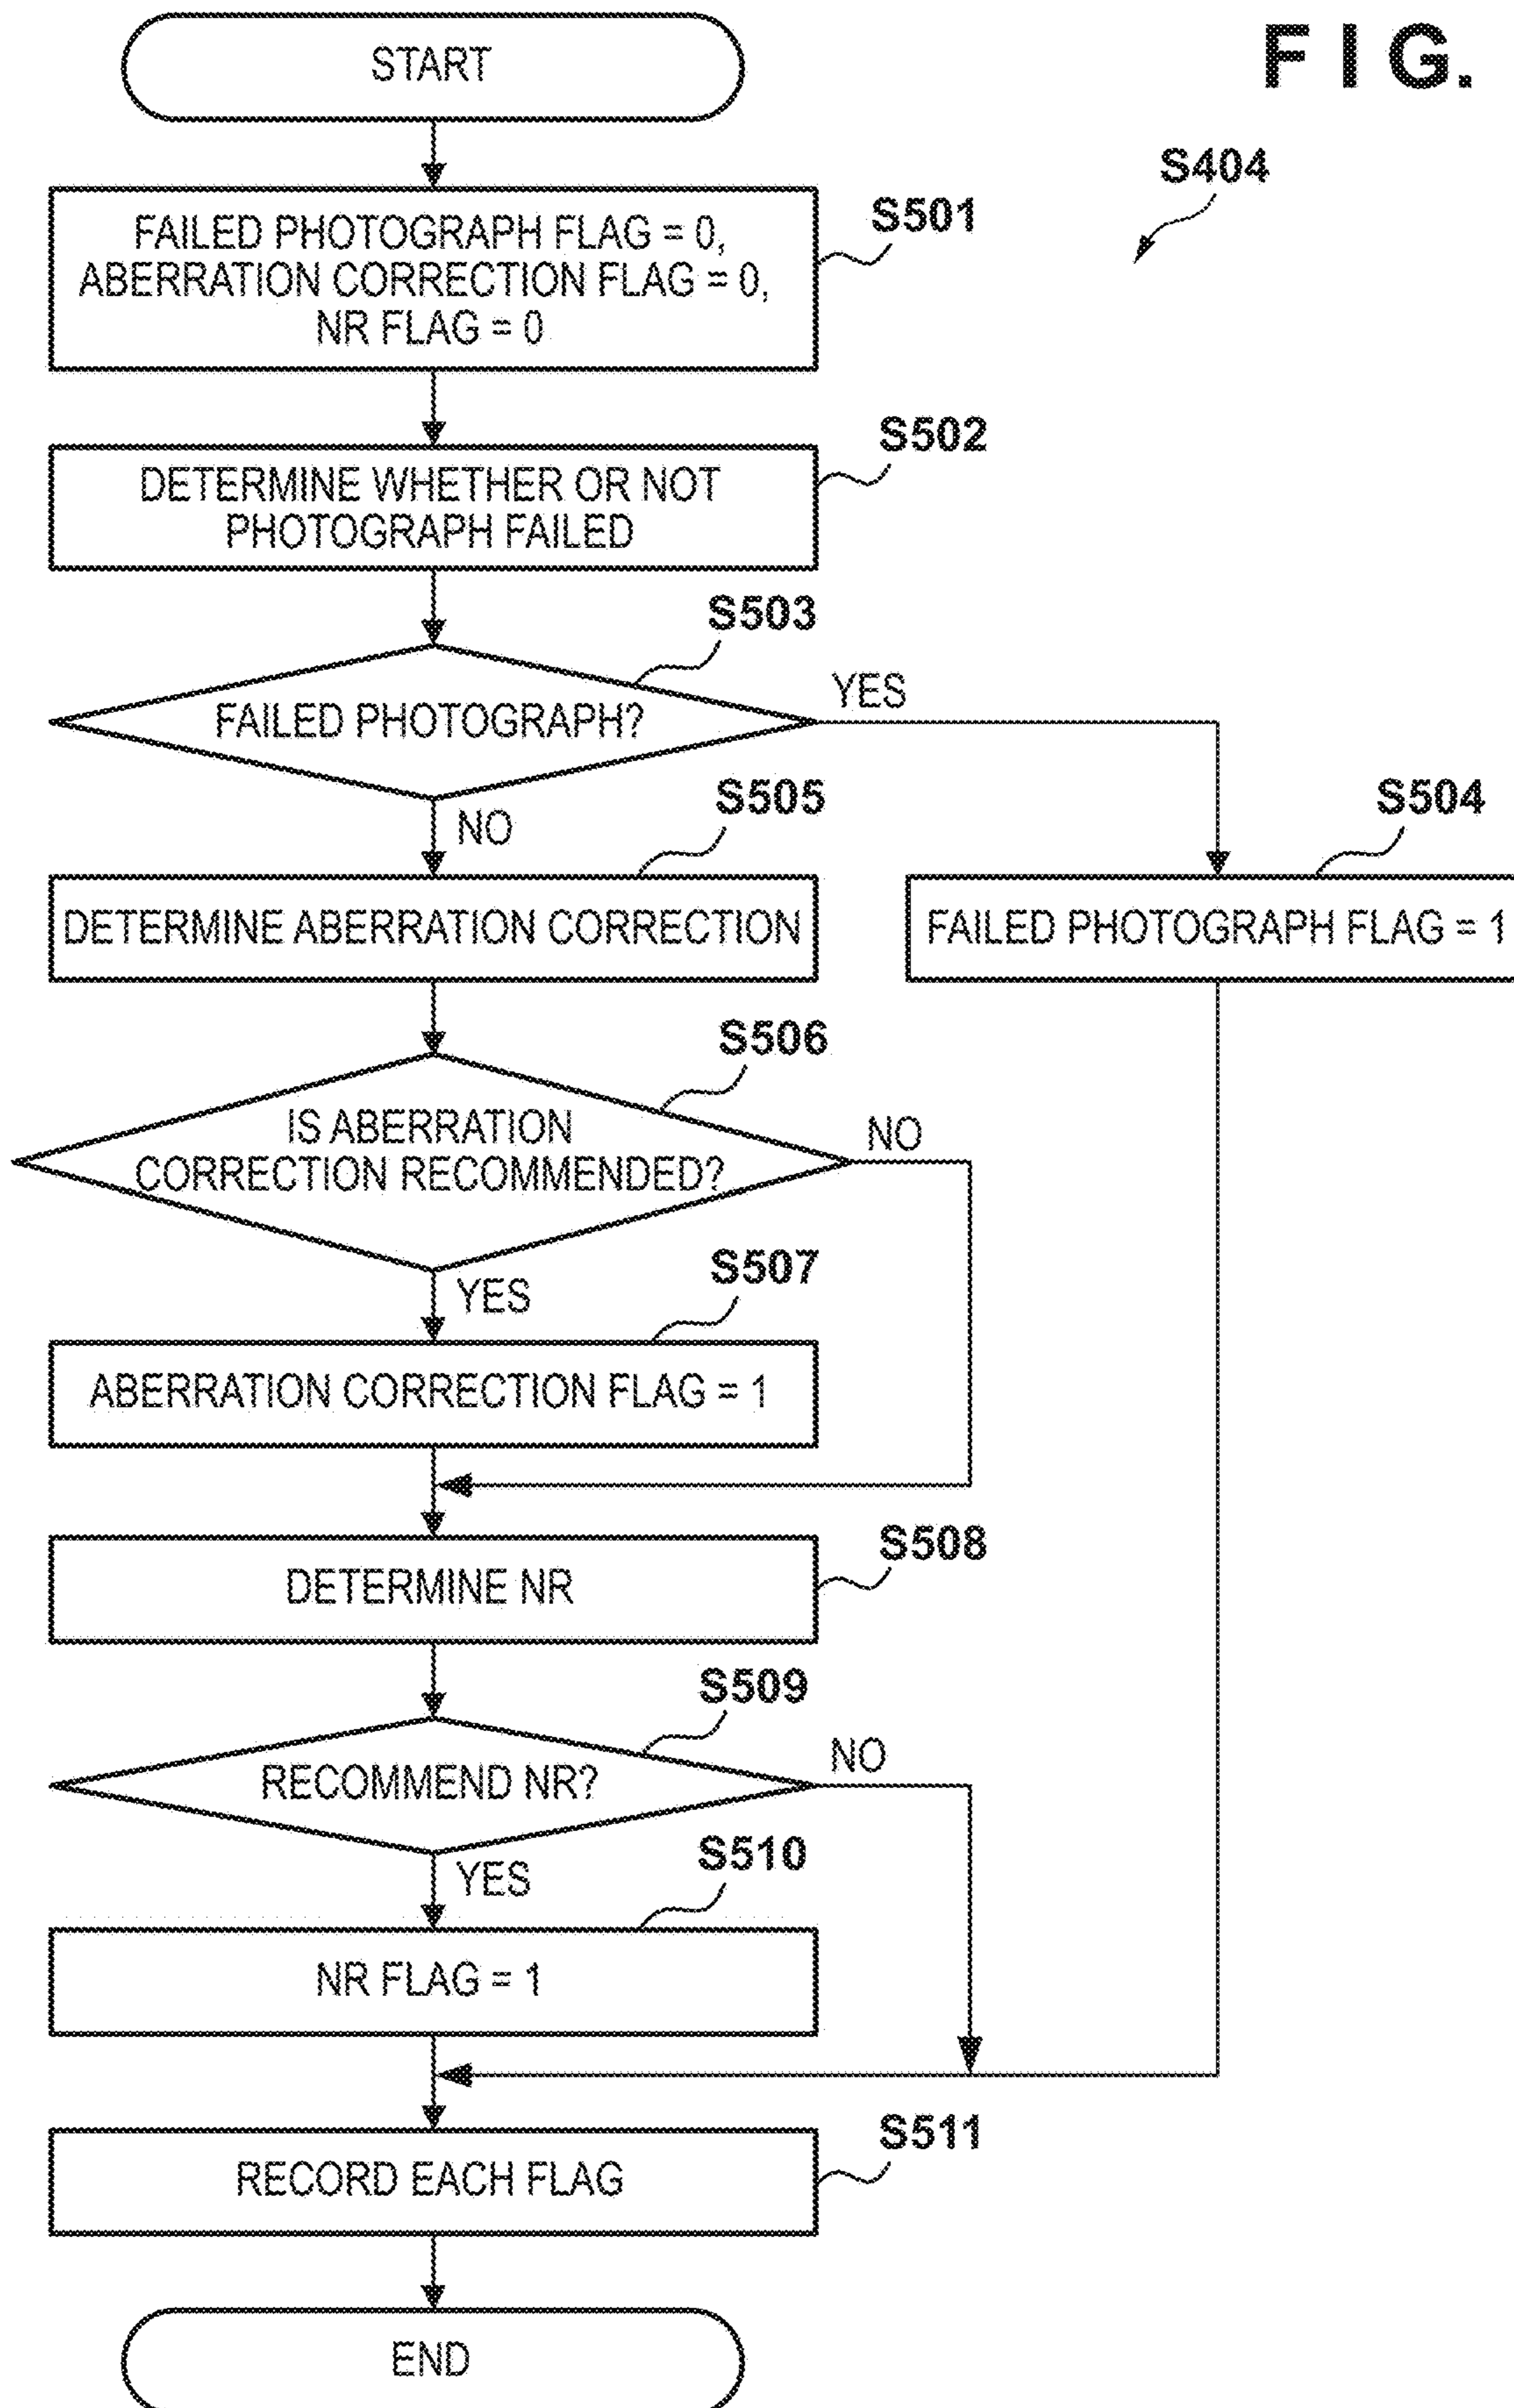 FIG.
START
S404
S501
FAILED PHOTOGRAPH FLAG = 0,
ABERRATION CORRECTION FLAG = 0,
NR FLAG = 0
S502
DETERMINE WHETHER OR NOT
PHOTOGRAPH FAILED
S503
FAILED PHOTOGRAPH?
YES
NO
S505
S504
DETERMINE ABERRATION CORRECTION
FAILED PHOTOGRAPH FLAG = 1
S506
IS ABERRATION
CORRECTION RECOMMENDED?
NO
YES
S507
ABERRATION CORRECTION FLAG = 1
S508
DETERMINE NR
S509
RECOMMEND NR?
NO
YES
S510
NR FLAG = 1
S511
RECORD EACH FLAG
END